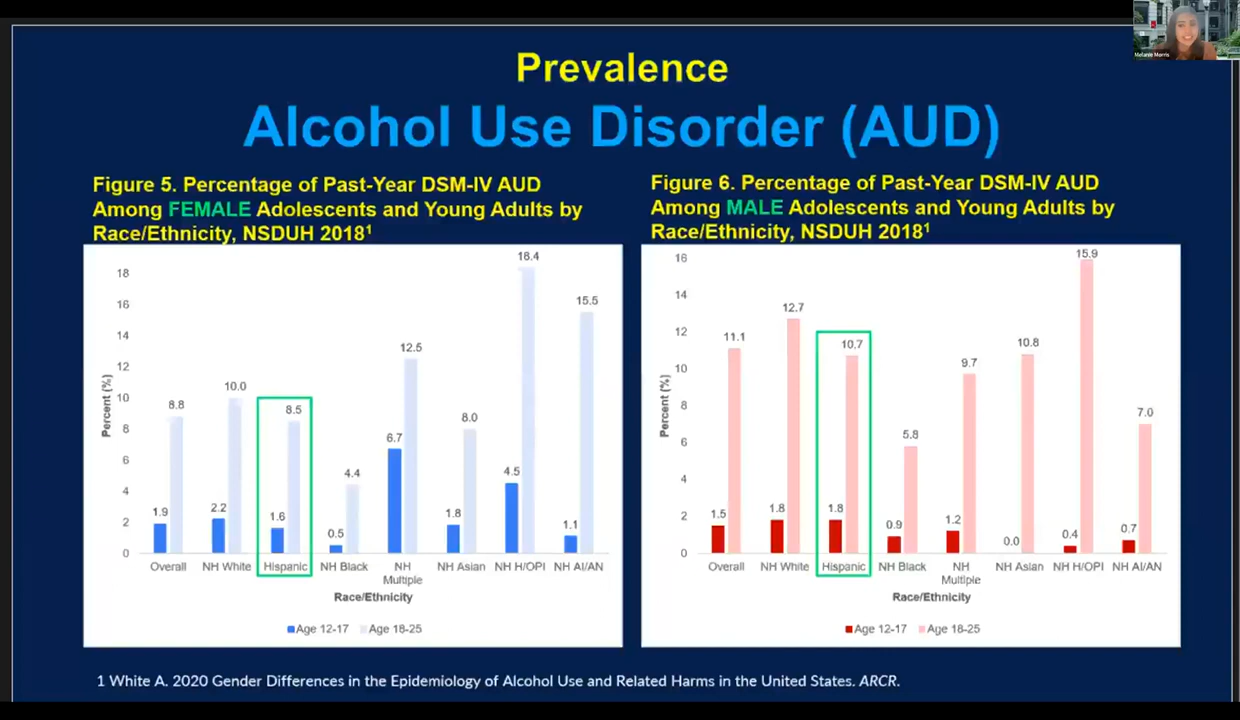 Melanie Morris
Prevalence
Alcohol Use Disorder (AUD)
Figure 5. Percentage of Past-Year DSM-IV AUD
Among FEMALE Adolescents and Young Adults by
Race/Ethnicity, NSDUH 2018¹
18
16
14
12
10
8
6
4
2
0
Percent (%)
1.9 8.8
2.2 10.0
1.6 8.5
0.5 4.4
6.7 12.5
1.8 8.0
4.5 18.4
1.1 15.5
Overall NH White Hispanic NH Black NH Multiple NH Asian NH H/OPI NH AI/AN
Race/Ethnicity
Age 12-17 Age 18-25
Figure 6. Percentage of Past-Year DSM-IV AUD
Among MALE Adolescents and Young Adults by
Race/Ethnicity, NSDUH 2018¹
16
14
12
10
8
6
4
2
0
Percent (%)
1.5 11.1
1.8 12.7
1.8 10.7
0.9 5.8
1.2 9.7
0.0 10.8
0.4 15.9
0.7 7.0
Overall NH White Hispanic NH Black NH Multiple NH Asian NH H/OPI NH AI/AN
Race/Ethnicity
Age 12-17 Age 18-25
1 White A. 2020 Gender Differences in the Epidemiology of Alcohol Use and Related Harms in the United States. ARCR.